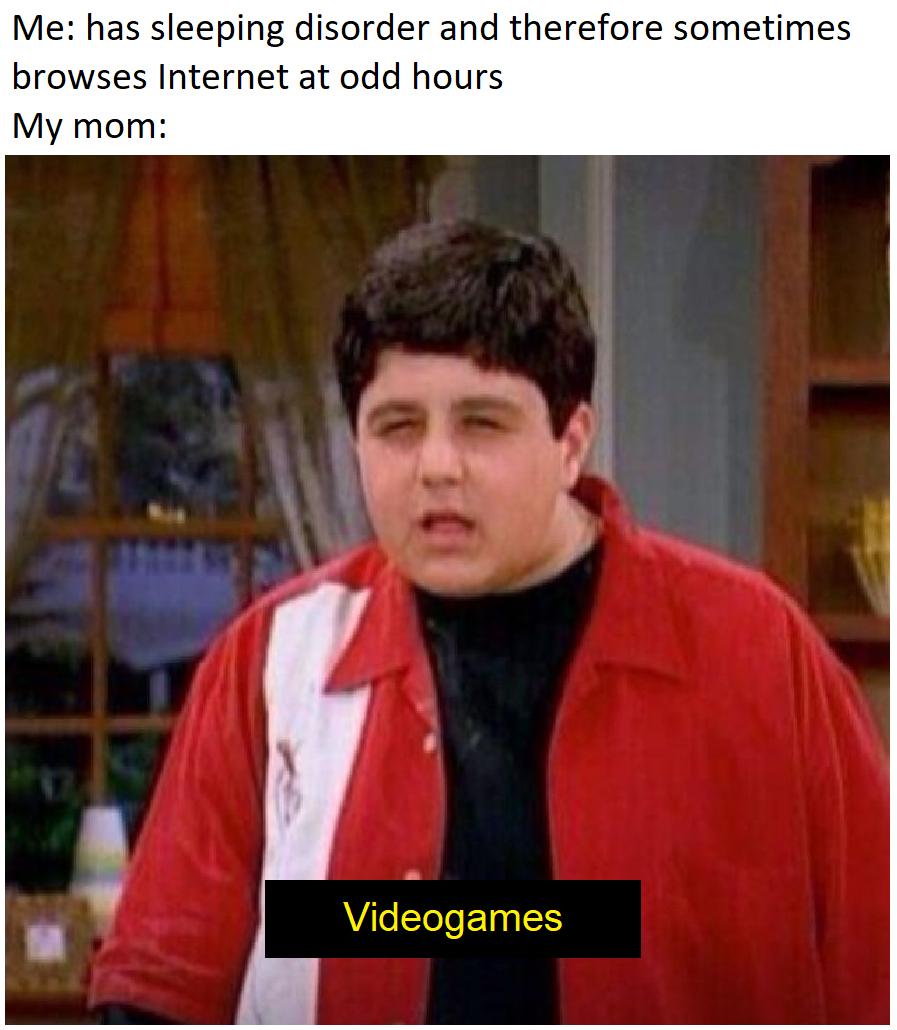 Me: has sleeping disorder and therefore sometimes
browses Internet at odd hours
My mom:
Videogames